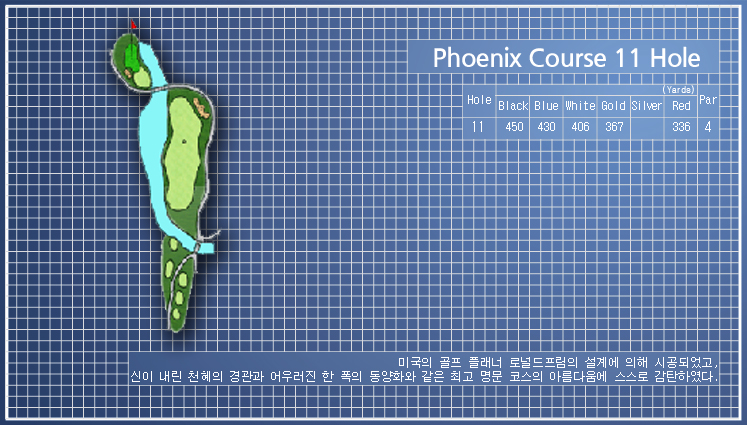 Phoenix Course 11 Hole
(Yards)
Hole Black Blue White Gold Silver Red Par
11 450 430 406 367 336 4
미국의 골프 플래너 로널드프림의 설계에 의해 시공되었고,
신이 내린 천혜의 경관과 어우러진 한 폭의 동양화와 같은 최고 명문 코스의 아름다움에 스스로 감탄하였다.